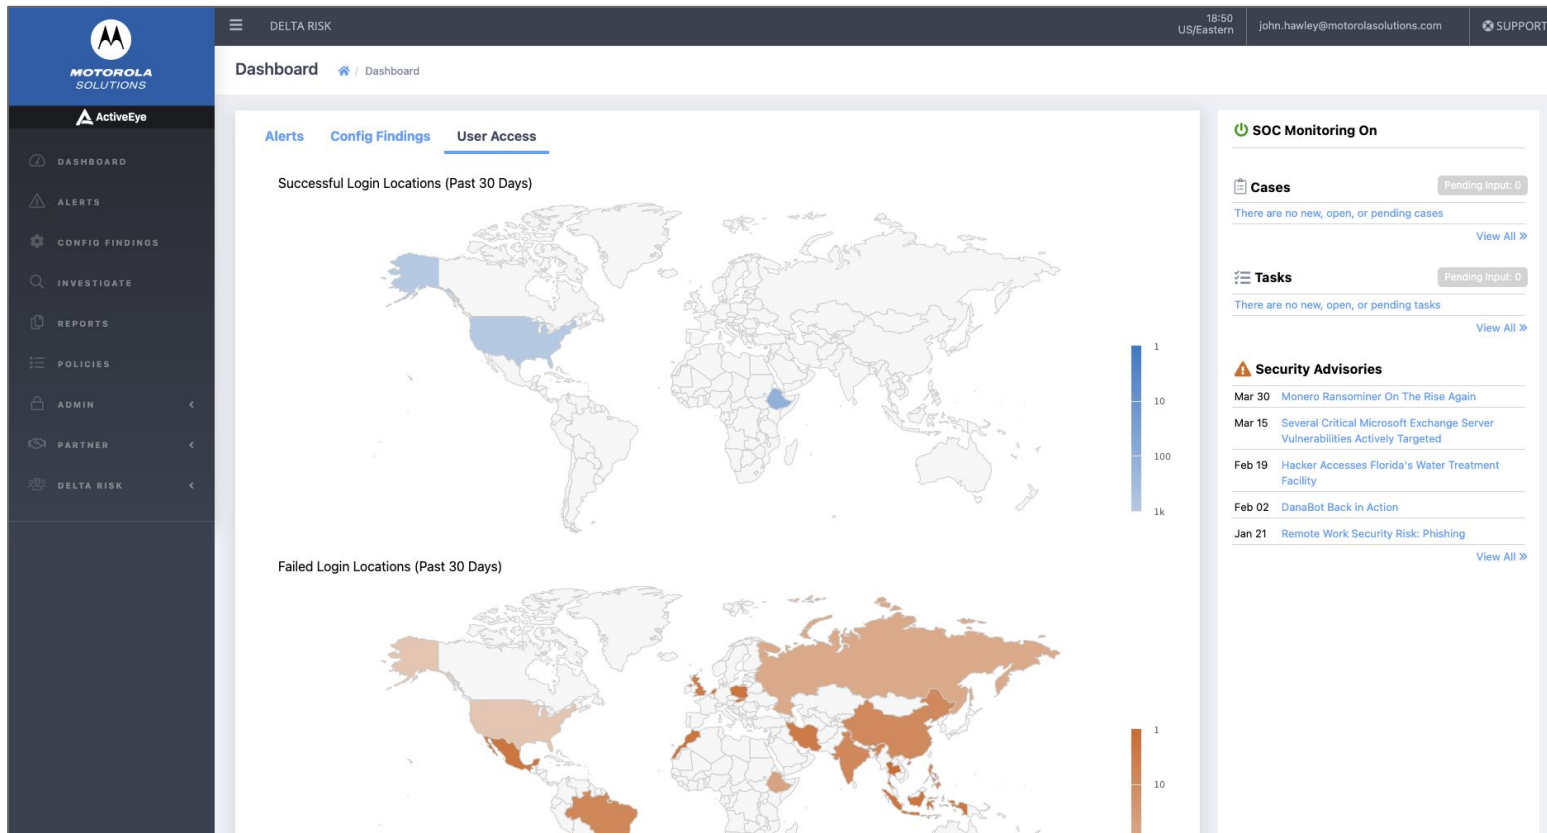 MOTOROLA
SOLUTIONS
ActiveEye
DASHBOARD
ALERTS
CONFIG FINDINGS
INVESTIGATE
REPORTS
POLICIES
ADMIN
PARTNER
DELTA RISK
DELTA RISK
18:50
US/Eastern
john.hawley@motorolasolutions.com
SUPPORT
Dashboard
/ Dashboard
Alerts
Config Findings
User Access
Successful Login Locations (Past 30 Days)
1
10
100
1k
Failed Login Locations (Past 30 Days)
1
10
SOC Monitoring On
Cases
Pending Input: 0
There are no new, open, or pending cases
View All »
Tasks
Pending Input: 0
There are no new, open, or pending tasks
View All »
Security Advisories
Mar 30 Monero Ransominer On The Rise Again
Mar 15 Several Critical Microsoft Exchange Server
Vulnerabilities Actively Targeted
Feb 19 Hacker Accesses Florida's Water Treatment
Facility
Feb 02 DanaBot Back in Action
Jan 21 Remote Work Security Risk: Phishing
View All »